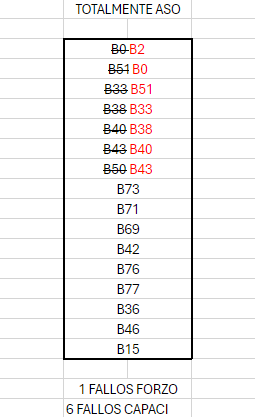 TOTALMENTE ASO
B0 B2
B51 B0
B33 B51
B38 B33
B40 B38
B43 B40
B50 B43
B73
B71
B69
B42
B76
B77
B36
B46
B15
1 FALLOS FORZO
6 FALLOS CAPACI